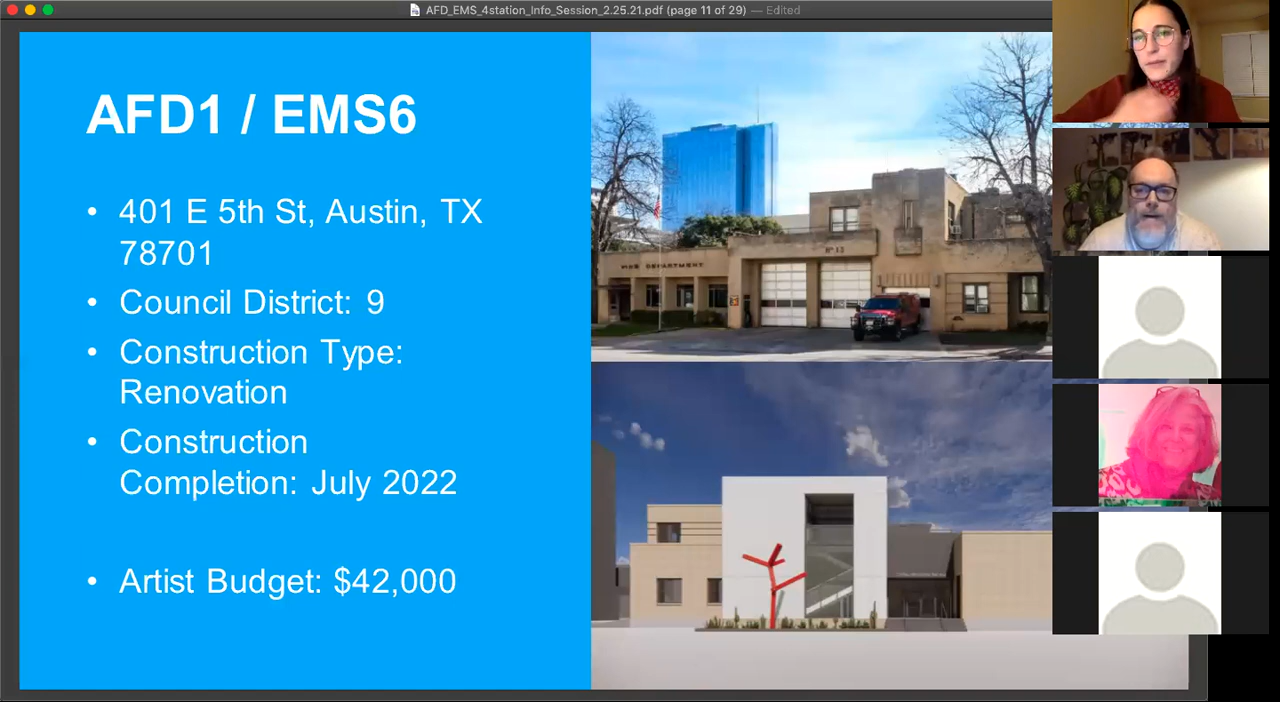 AFD_EMS_4station_Info_Session_2.25.21.pdf (page 11 of 29) — Edited
AFD1 / EMS6
• 401 E 5th St, Austin, TX
78701
• Council District: 9
• Construction Type:
Renovation
• Construction
Completion: July 2022
• Artist Budget: $42,000
FIRE DEPARTMENT